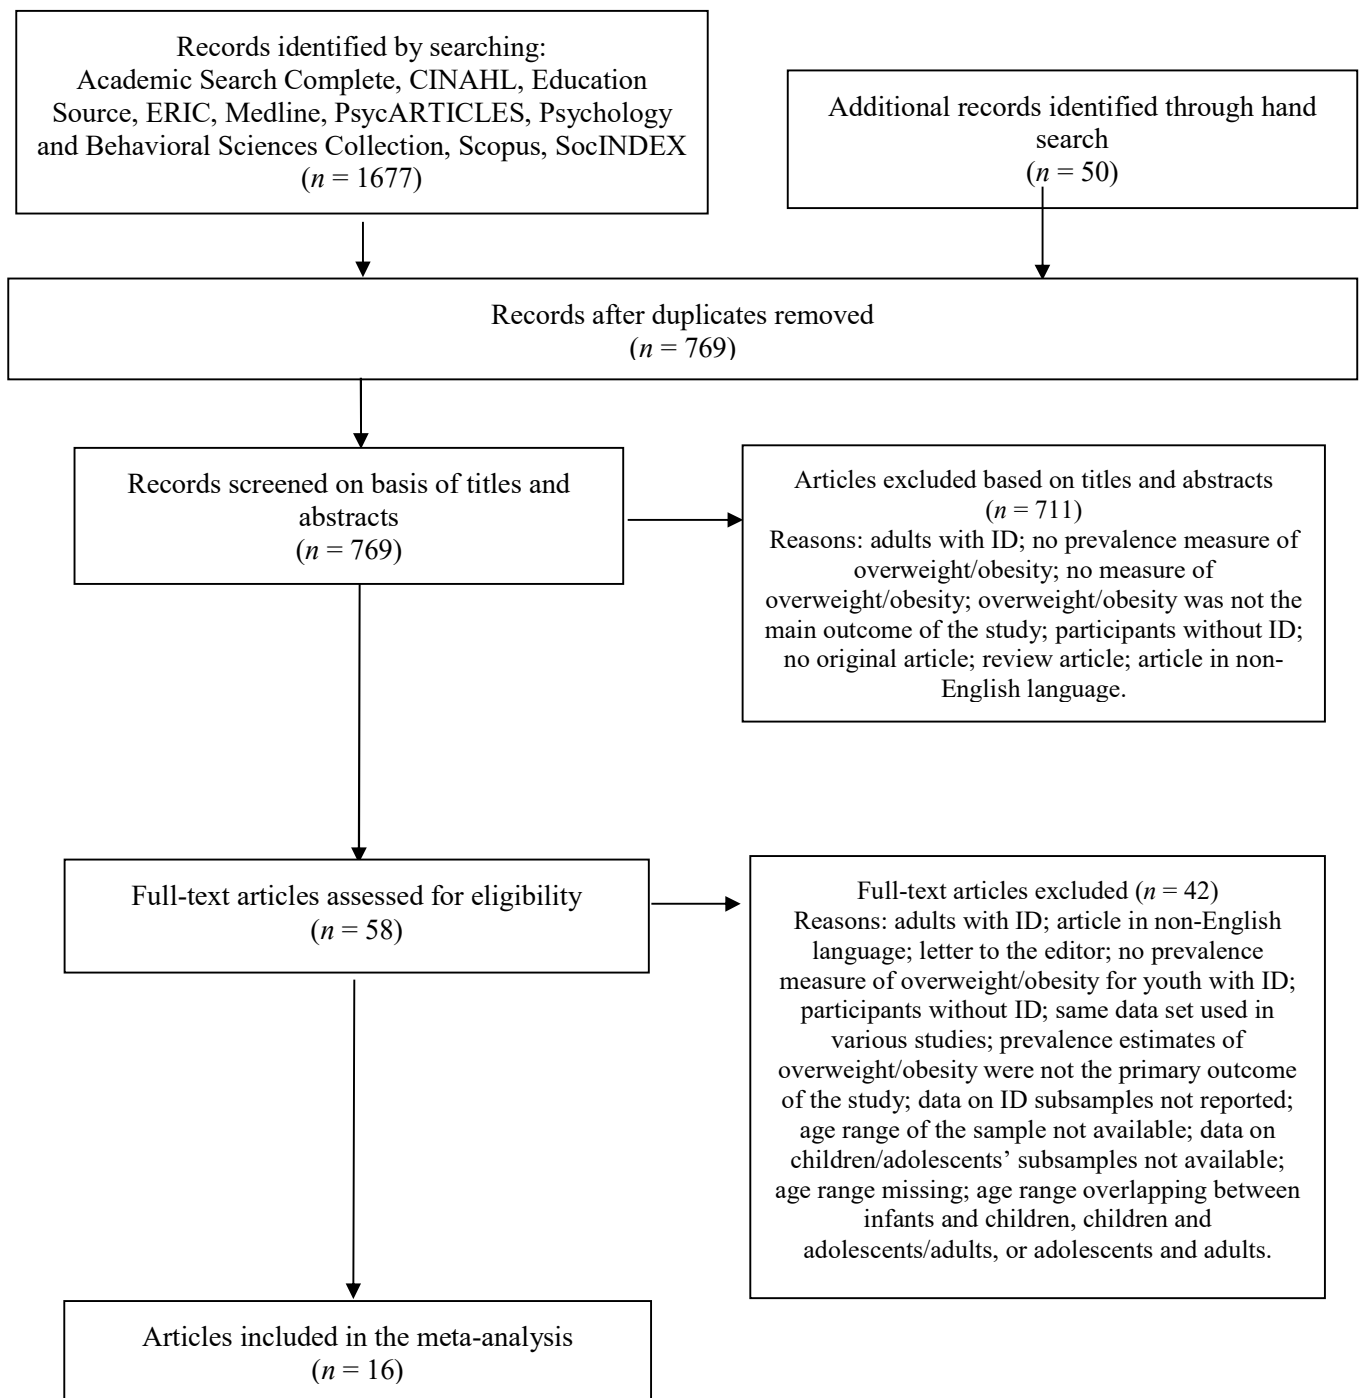 Records identified by searching:
Academic Search Complete, CINAHL, Education
Source, ERIC, Medline, PsycARTICLES, Psychology
and Behavioral Sciences Collection, Scopus, SocINDEX
(n = 1677)
Additional records identified through hand
search
(n = 50)
Records after duplicates removed
(n = 769)
Records screened on basis of titles and
abstracts
(n = 769)
Articles excluded based on titles and abstracts
(n = 711)
Reasons: adults with ID; no prevalence measure of
overweight/obesity; no measure of
overweight/obesity; overweight/obesity was not the
main outcome of the study; participants without ID;
no original article; review article; article in non-
English language.
Full-text articles assessed for eligibility
(n = 58)
Full-text articles excluded (n = 42)
Reasons: adults with ID; article in non-English
language; letter to the editor; no prevalence
measure of overweight/obesity for youth with ID;
participants without ID; same data set used in
various studies; prevalence estimates of
overweight/obesity were not the primary outcome
of the study; data on ID subsamples not reported;
age range of the sample not available; data on
children/adolescents’ subsamples not available;
age range missing; age range overlapping between
infants and children, children and
adolescents/adults, or adolescents and adults.
Articles included in the meta-analysis
(n = 16)